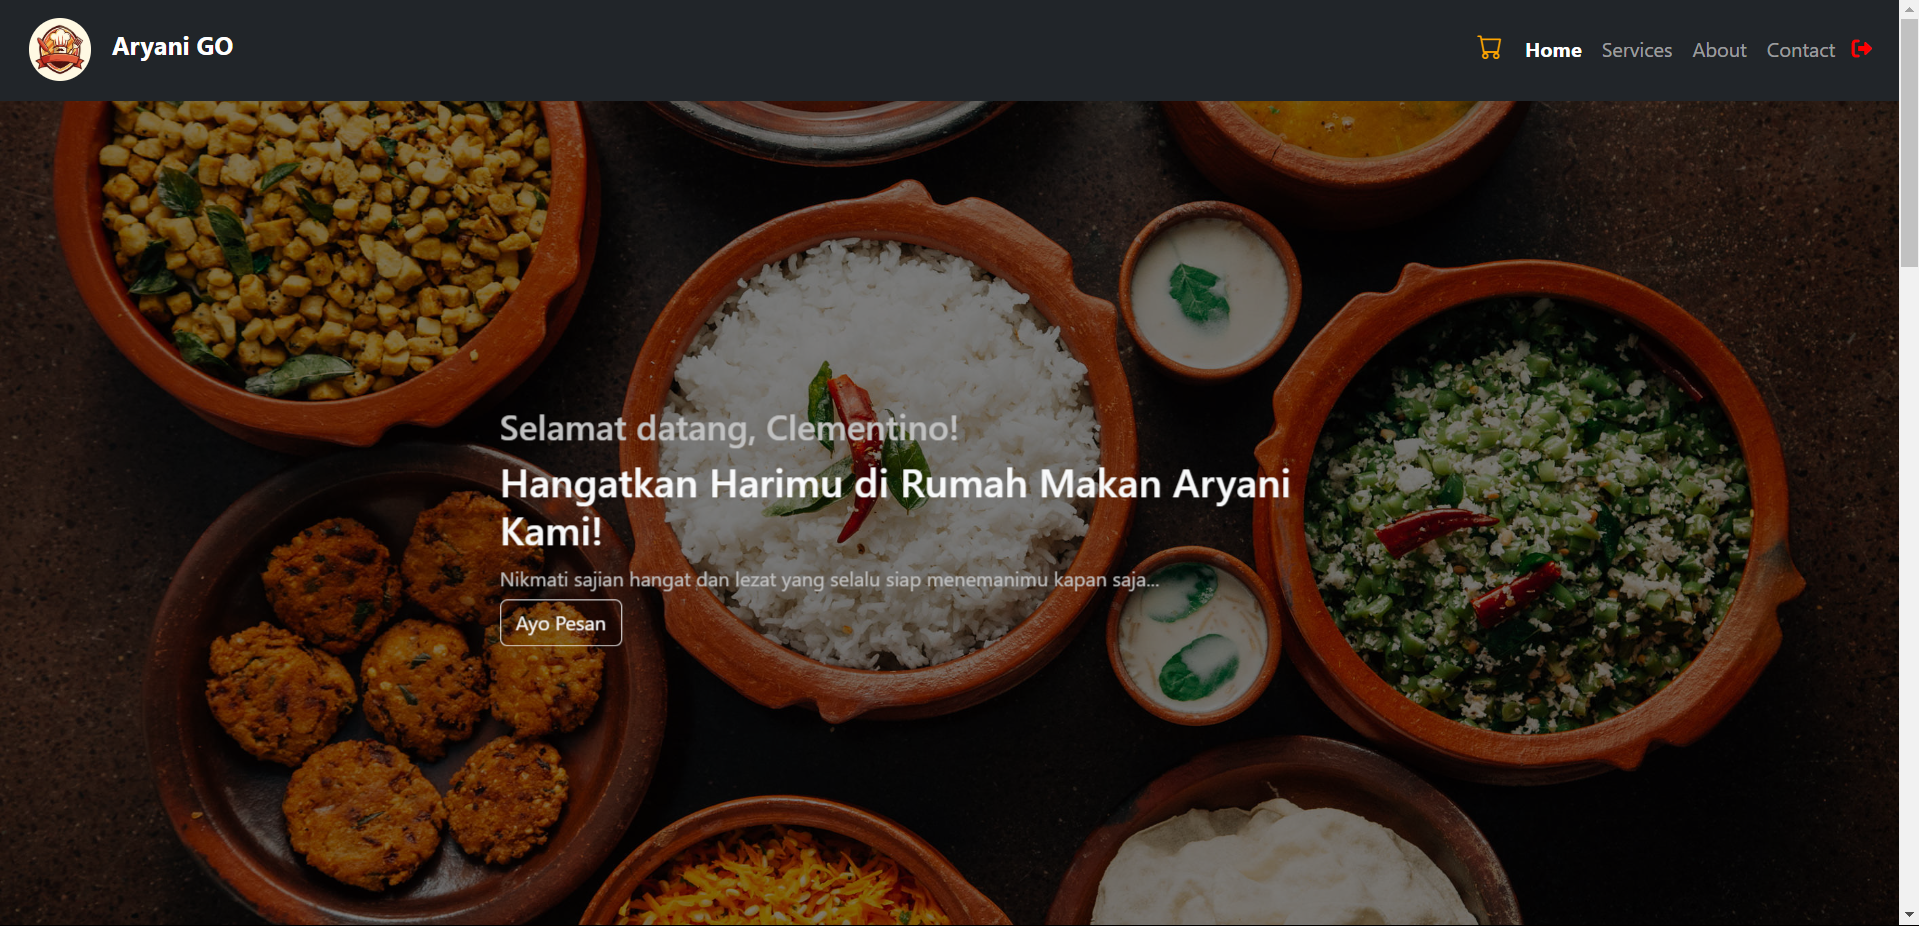 Aryani GO
Home Services About Contact
Selamat datang, Clementino!
Hangatkan Harimu di Rumah Makan Aryani
Kami!
Nikmati sajian hangat dan lezat yang selalu siap menemanimu kapan saja...
Ayo Pesan